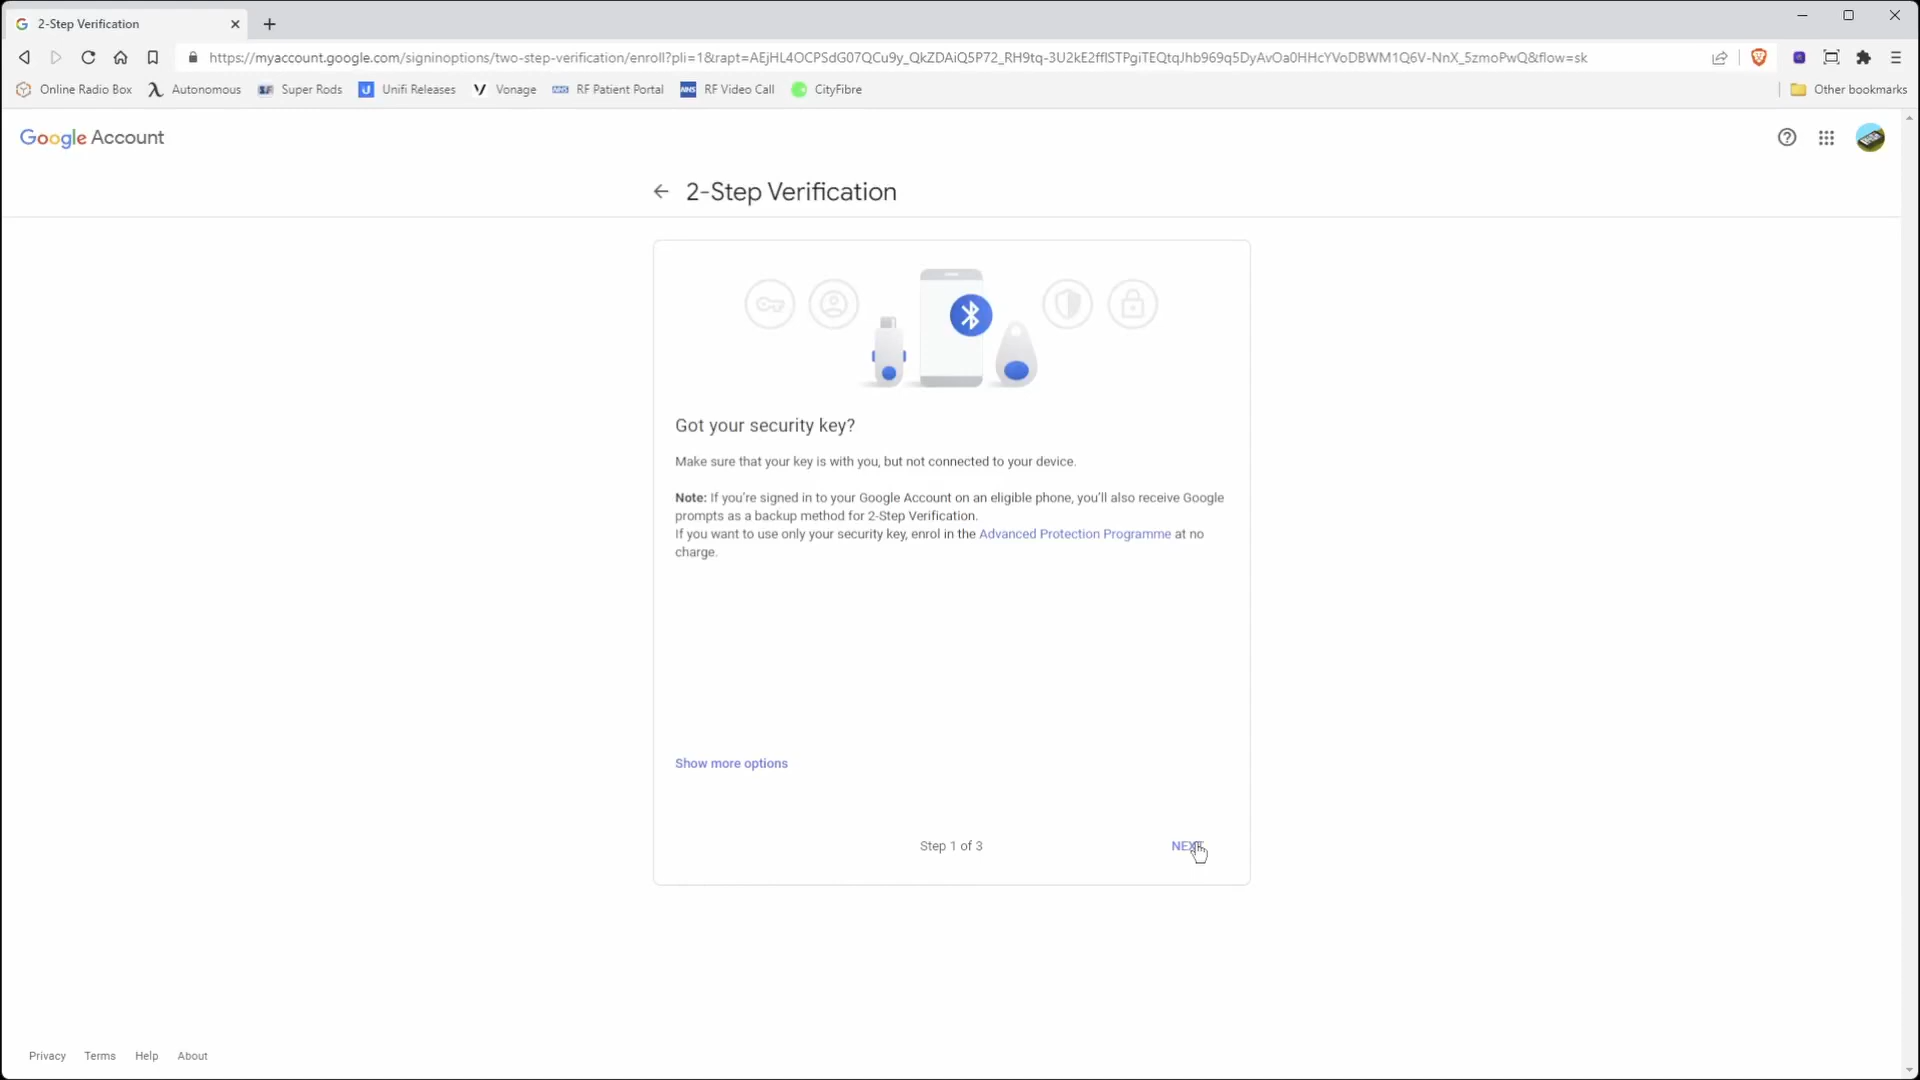 2-Step Verification
https://myaccount.google.com/signinoptions/two-step-verification/enroll?pli=1&rapt=AEjHL4OCPSdG07QCu9y_QkZDAiQ5P72_RH9tq-3U2kE2fflSTPgiTEQtqJhb969q5DyAvOa0HHcYVoDBWM1Q6V-NnX_5zmoPwQ&flow=sk
Online Radio Box Autonomous Super Rods Unifi Releases Vonage RF Patient Portal RF Video Call CityFibre Other bookmarks
Google Account
2-Step Verification
Got your security key?
Make sure that your key is with you, but not connected to your device.
Note: If you're signed in to your Google Account on an eligible phone, you'll also receive Google
prompts as a backup method for 2-Step Verification.
If you want to use only your security key, enrol in the Advanced Protection Programme at no
charge.
Show more options
Step 1 of 3 NEXT
Privacy Terms Help About